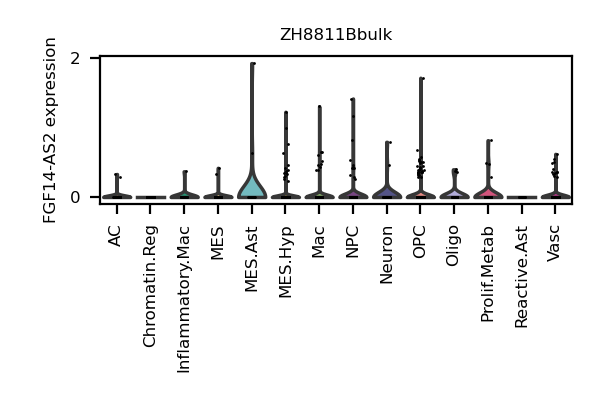 ZH8811Bbulk
FGF14-AS2 expression
2
0
AC
Chromatin.Reg
Inflammatory.Mac
MES
MES.Ast
MES.Hyp
Mac
NPC
Neuron
OPC
Oligo
Prolif.Metab
Reactive.Ast
Vasc